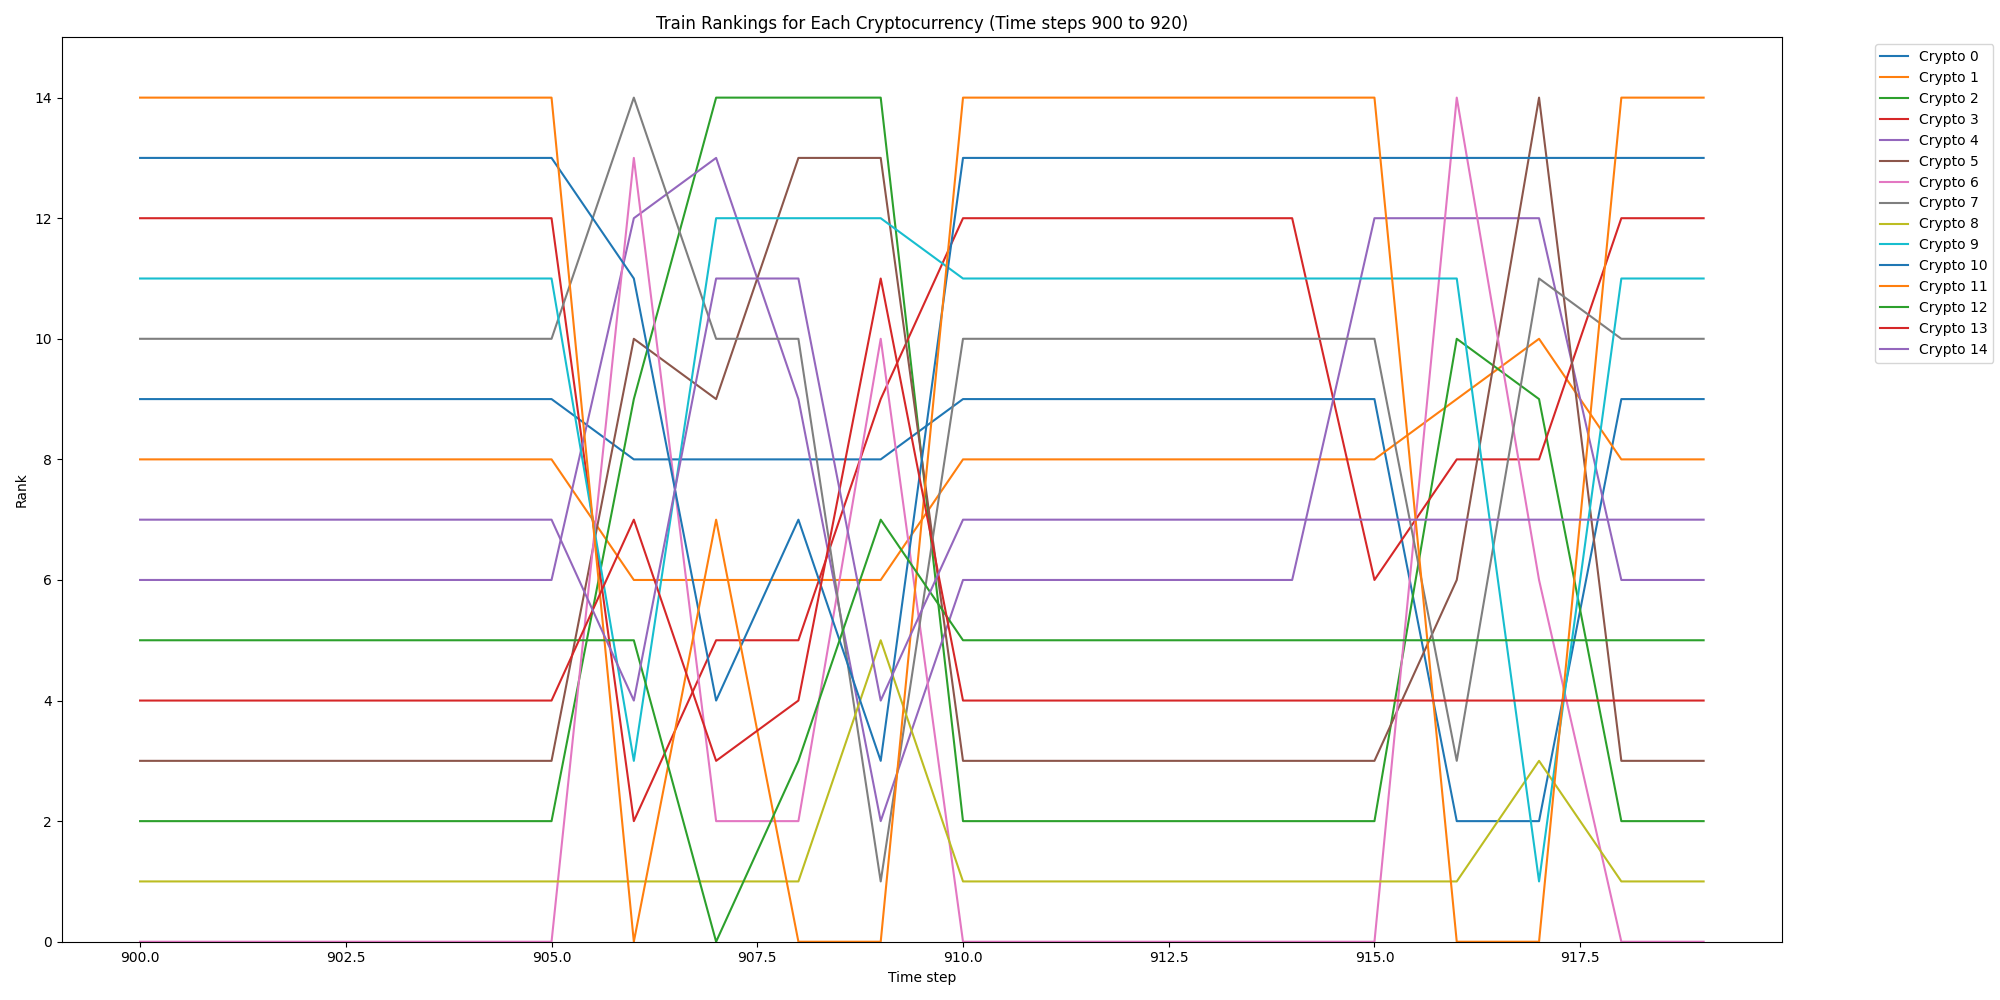 Train Rankings for Each Cryptocurrency (Time steps 900 to 920)
Rank
14
12
10
8
6
4
2
0
900.0
902.5
905.0
907.5
910.0
912.5
915.0
917.5
Time step
Crypto 0
Crypto 1
Crypto 2
Crypto 3
Crypto 4
Crypto 5
Crypto 6
Crypto 7
Crypto 8
Crypto 9
Crypto 10
Crypto 11
Crypto 12
Crypto 13
Crypto 14